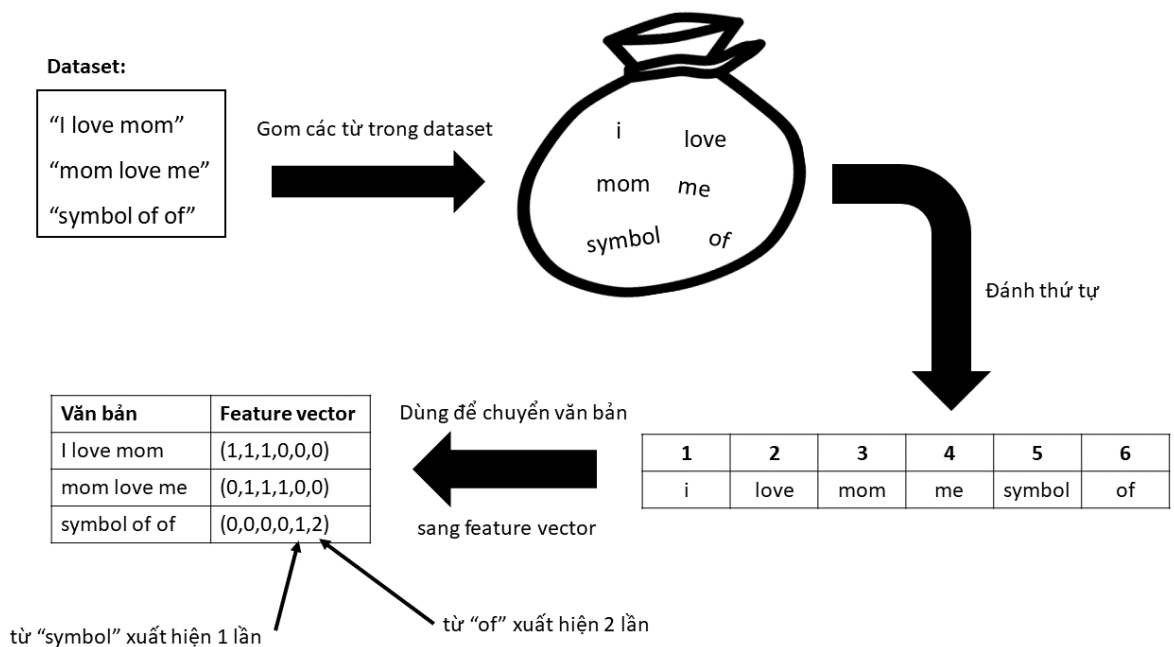 Dataset:
“I love mom”
“mom love me”
“symbol of of”
Gom các từ trong dataset
i love
mom me
symbol of
Đánh thứ tự
1 2 3 4 5 6
i love mom me symbol of
Dùng để chuyển văn bản
sang feature vector
Văn bản Feature vector
I love mom (1,1,1,0,0,0)
mom love me (0,1,1,1,0,0)
symbol of of (0,0,0,0,1,2)
từ “symbol” xuất hiện 1 lần
từ “of” xuất hiện 2 lần